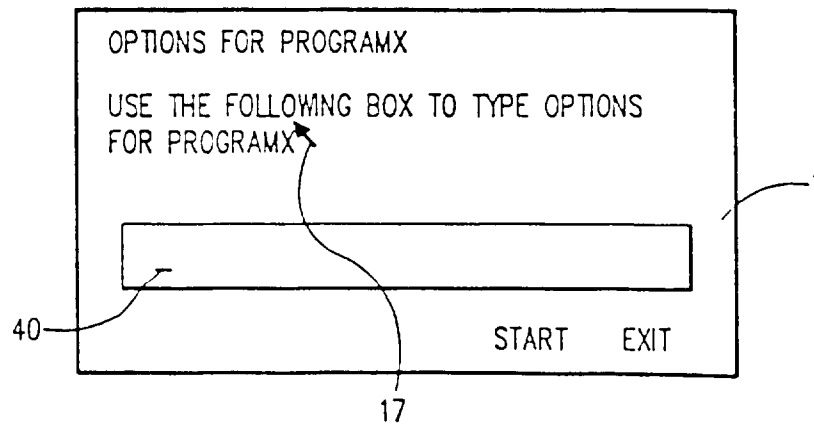 OPTIONS FOR PROGRAMX
USE THE FOLLOWING BOX TO TYPE OPTIONS
FOR PROGRAMX
40
START EXIT
17